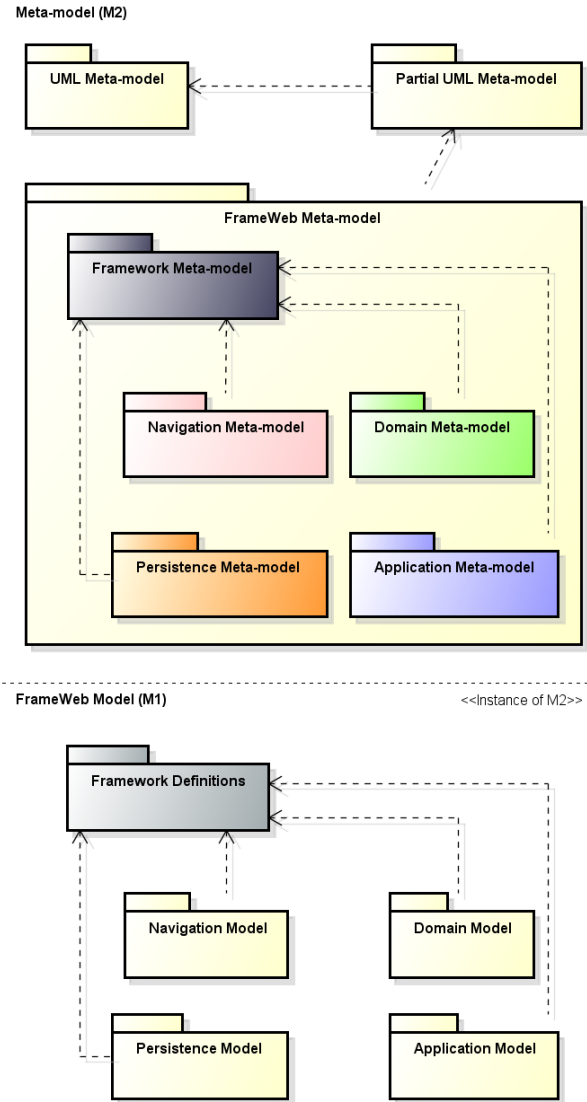 Meta-model (M2)
UML Meta-model
Partial UML Meta-model
FrameWeb Meta-model
Framework Meta-model
Navigation Meta-model
Domain Meta-model
Persistence Meta-model
Application Meta-model
FrameWeb Model (M1)
<<Instance of M2>>
Framework Definitions
Navigation Model
Domain Model
Persistence Model
Application Model